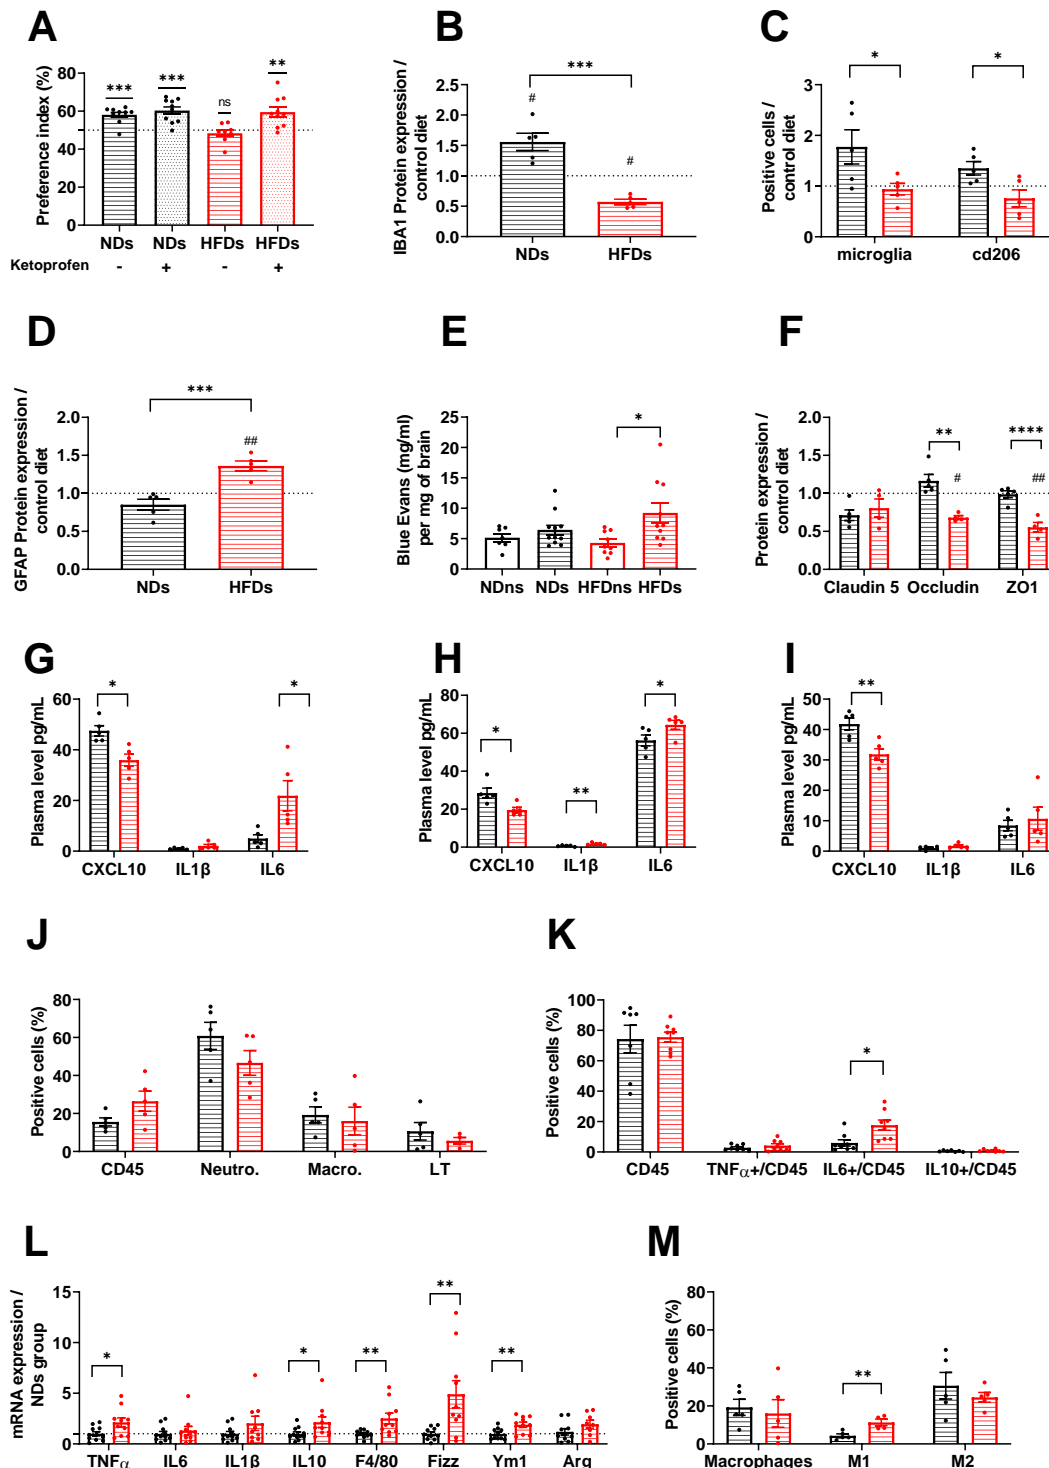 A
Preference index (%)
80
60
40
20
0
***
***
ns
**
NDs NDs HFDs HFDs
Ketoprofen - + - +
B
IBA1 Protein expression /
control diet
2.5
2.0
1.5
1.0
0.5
0.0
***
#
#
NDs HFDs
C
Positive cells /
control diet
3
2
1
0
*
*
microglia cd206
D
GFAP Protein expression /
control diet
2.0
1.5
1.0
0.5
0.0
***
##
NDs HFDs
E
Blue Evans (mg/ml)
per mg of brain
25
20
15
10
5
0
*
NDns NDs HFDns HFDs
F
Protein expression /
control diet
2.0
1.5
1.0
0.5
0.0
**
****
#
##
Claudin 5 Occludin ZO1
G
Plasma level pg/mL
60
40
20
0
*
*
CXCL10 IL1β IL6
H
Plasma level pg/mL
80
60
40
20
0
*
**
*
CXCL10 IL1β IL6
I
Plasma level pg/mL
50
40
30
20
10
0
**
CXCL10 IL1β IL6
J
Positive cells (%)
80
60
40
20
0
CD45 Neutro. Macro. LT
K
Positive cells (%)
100
80
60
40
20
0
*
CD45 TNFα+/CD45 IL6+/CD45 IL10+/CD45
L
mRNA expression /
NDs group
15
10
5
0
*
*
**
**
**
TNFα IL6 IL1β IL10 F4/80 Fizz Ym1 Arg
M
Positive cells (%)
80
60
40
20
0
**
Macrophages M1 M2